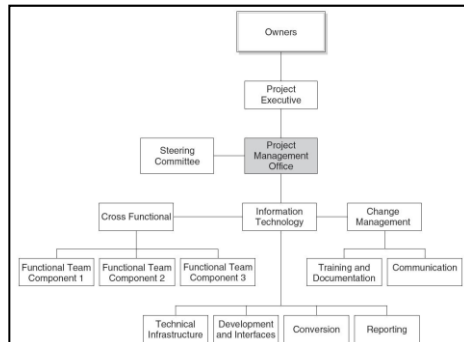 Owners
Project
Executive
Steering
Committee
Project
Management
Office
Cross Functional
Information
Technology
Change
Management
Functional Team
Component 1
Functional Team
Component 2
Functional Team
Component 3
Training and
Documentation
Communication
Technical
Infrastructure
Development
and Interfaces
Conversion
Reporting